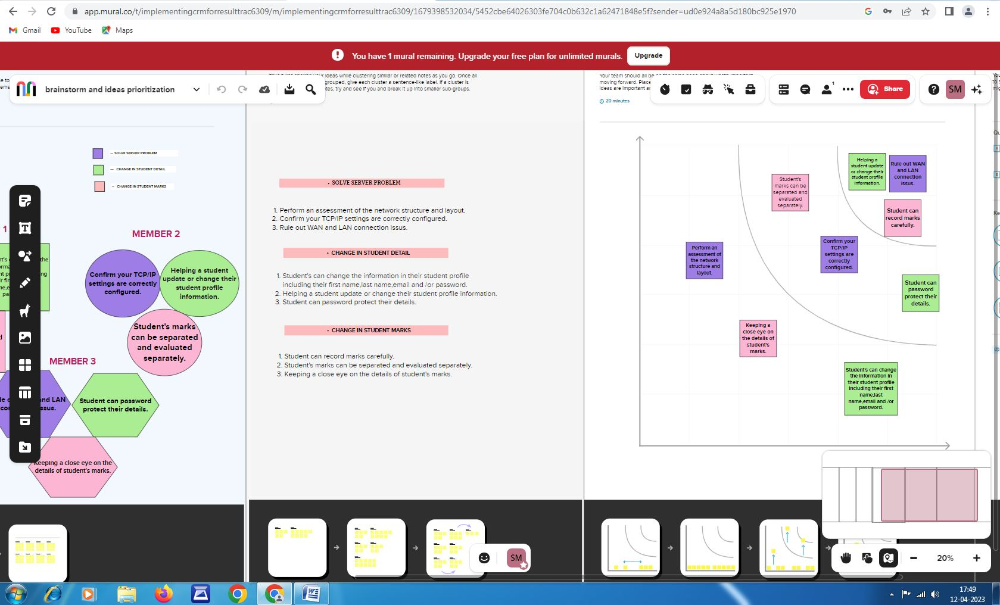 app.mural.co/t/implementingcrmforresulttrac6309/m/implementingcrmforresulttrac6309/1679398532034/5452cbe64026303fe704c0b632c1a62471848e5f?sender=ud0e924a8a5d180bc925e1970
Gmail YouTube Maps
You have 1 mural remaining. Upgrade your free plan for unlimited murals. Upgrade
brainstorm and ideas prioritization
Share
SM
ideas while clustering similar or related notes as you go. Once all
grouped, give each cluster a sentence-like label. If a cluster is
try and see if you and break it up into smaller sub-groups.
Your team should all be
moving forward. Place
ideas are important
20 minutes
-- SOLVE SERVER PROBLEM
— CHANGE IN STUDENT DETAIL
– CHANGE IN STUDENT MARKS
1
MEMBER 2
Confirm your TCP/IP
settings are correctly
configured.
Helping a student
update or change their
student profile
information.
Student's marks
can be separated
and evaluated
separately.
MEMBER 3
and LAN
Student can password
protect their details.
Keeping a close eye on the
details of student's marks.
• SOLVE SERVER PROBLEM
1. Perform an assessment of the network structure and layout.
2. Confirm your TCP/IP settings are correctly configured.
3. Rule out WAN and LAN connection issus.
• CHANGE IN STUDENT DETAIL
1. Student's can change the information in their student profile
including their first name,last name,email and /or password.
2. Helping a student update or change their student profile information.
3. Student can password protect their details.
• CHANGE IN STUDENT MARKS
1. Student can record marks carefully.
2. Student's marks can be separated and evaluated separately.
3. Keeping a close eye on the details of student's marks.
Student's
marks can be
separated and
evaluated
separately.
Helping a
student update
or change their
student profile
information.
Rule out WAN
and LAN
connection
issus.
Student can
record marks
carefully.
Perform an
assessment of
the network
structure and
layout.
Confirm your
TCP/IP
settings are
correctly
configured.
Student can
password
protect their
details.
Keeping a
close eye on
the details of
student's
marks.
Student's can change
the information in
their student profile
including their first
name,last
name,email and /or
password.
SM
20%
17:49
12-04-2023